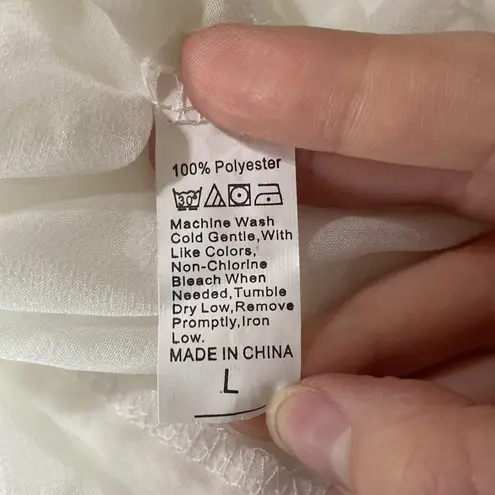 100% Polyester
30°
Machine Wash
Cold Gentle,With
Like Colors,
Non-Chlorine
Bleach When
Needed,Tumble
Dry Low,Remove
Promptly,Iron
Low.
MADE IN CHINA
L